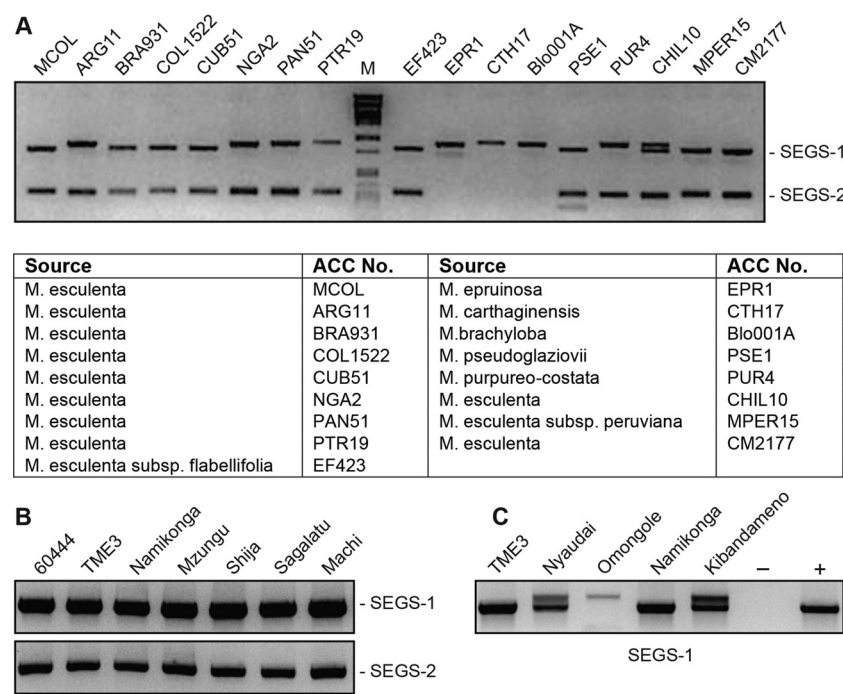 A
MCOL ARG11 BRA931 COL1522 CUB51 NGA2 PAN51 PTR19 M EF423 EPR1 CTH17 Blo001A PSE1 PUR4 CHIL10 MPER15 CM2177
- SEGS-1
- SEGS-2
Source ACC No. Source ACC No.
M. esculenta MCOL M. epruinosa EPR1
M. esculenta ARG11 M. carthaginensis CTH17
M. esculenta BRA931 M.brachyloba Blo001A
M. esculenta COL1522 M. pseudoglaziovii PSE1
M. esculenta CUB51 M. purpureo-costata PUR4
M. esculenta NGA2 M. esculenta CHIL10
M. esculenta PAN51 M. esculenta subsp. peruviana MPER15
M. esculenta PTR19 M. esculenta CM2177
M. esculenta subsp. flabellifolia EF423
B
60444 TME3 Namikonga Mzungu Shija Sagalatu Machi
- SEGS-1
- SEGS-2
C
TME3 Nyaudai Omongole Namikonga Kibandameno – +
SEGS-1